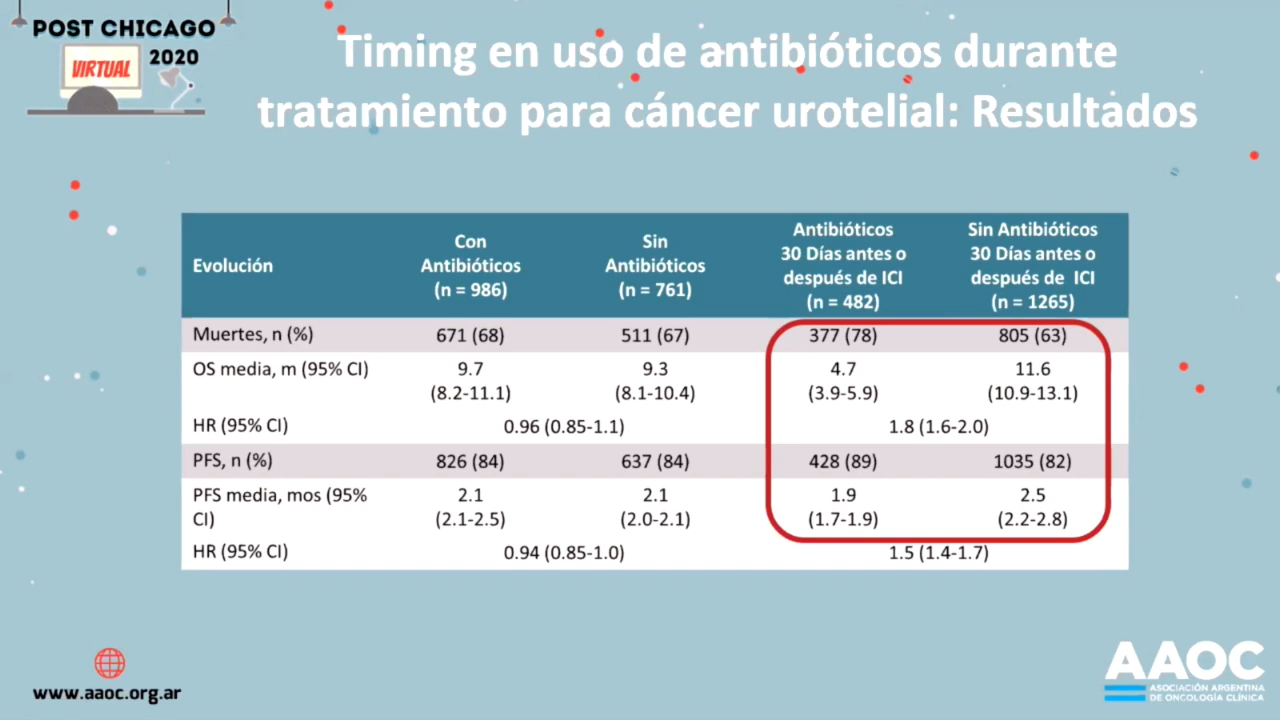 POST CHICAGO
VIRTUAL
2020
Timing en uso de antibióticos durante
tratamiento para cáncer urotelial: Resultados
Evolución
Con
Antibióticos
(n = 986)
Sin
Antibióticos
(n = 761)
Antibióticos
30 Días antes o
después de ICI
(n = 482)
Sin Antibióticos
30 Días antes o
después de ICI
(n = 1265)
Muertes, n (%) 671 (68) 511 (67) 377 (78) 805 (63)
OS media, m (95% CI) 9.7 9.3 4.7 11.6
(8.2-11.1) (8.1-10.4) (3.9-5.9) (10.9-13.1)
HR (95% CI) 0.96 (0.85-1.1) 1.8 (1.6-2.0)
PFS, n (%) 826 (84) 637 (84) 428 (89) 1035 (82)
PFS media, mos (95% 2.1 2.1 1.9 2.5
CI) (2.1-2.5) (2.0-2.1) (1.7-1.9) (2.2-2.8)
HR (95% CI) 0.94 (0.85-1.0) 1.5 (1.4-1.7)
www.aaoc.org.ar
AAOC
ASOCIACIÓN ARGENTINA
DE ONCOLOGÍA CLÍNICA